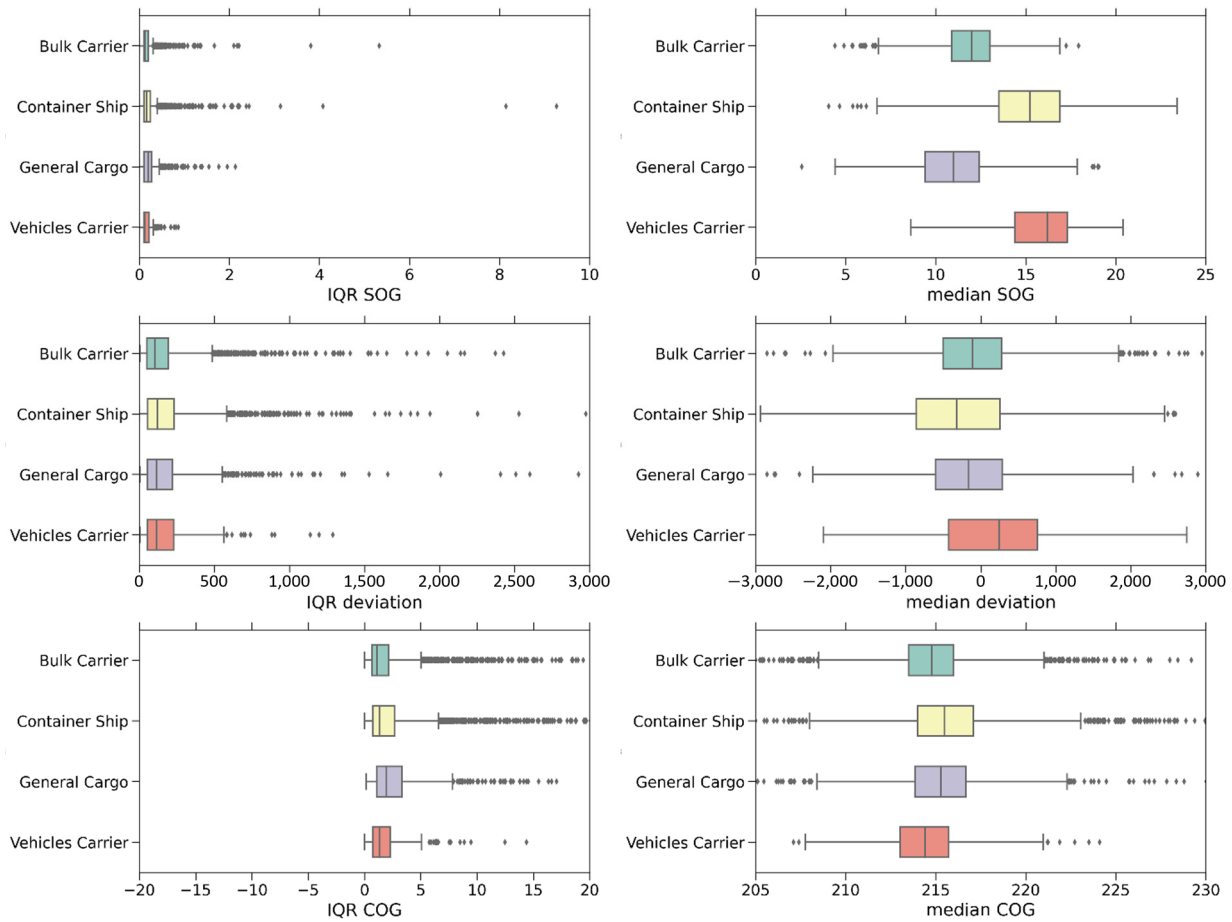 Bulk Carrier
Container Ship
General Cargo
Vehicles Carrier
0 2 4 6 8 10
IQR SOG
Bulk Carrier
Container Ship
General Cargo
Vehicles Carrier
0 5 10 15 20 25
median SOG
Bulk Carrier
Container Ship
General Cargo
Vehicles Carrier
0 500 1,000 1,500 2,000 2,500 3,000
IQR deviation
Bulk Carrier
Container Ship
General Cargo
Vehicles Carrier
−3,000 −2,000 −1,000 0 1,000 2,000 3,000
median deviation
Bulk Carrier
Container Ship
General Cargo
Vehicles Carrier
−20 −15 −10 −5 0 5 10 15 20
IQR COG
Bulk Carrier
Container Ship
General Cargo
Vehicles Carrier
205 210 215 220 225 230
median COG